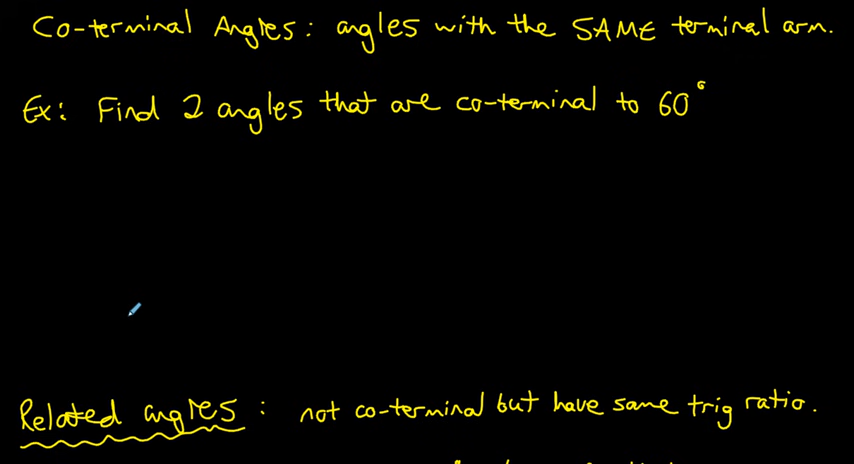 Co-terminal Angles: angles with the SAME terminal arm.
Ex: Find 2 angles that are co-terminal to 60°
Related angles: not co-terminal but have same trig ratio.